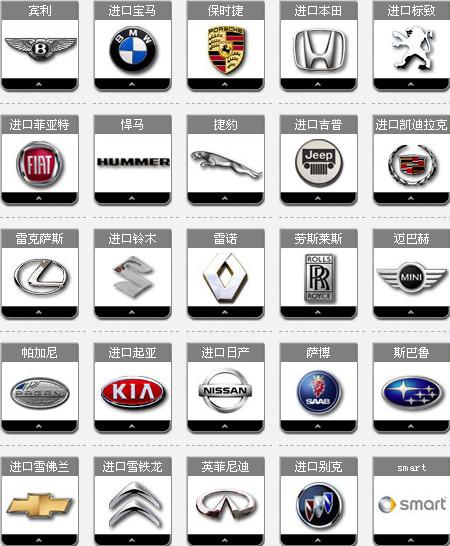 宾利
进口宝马
保时捷
进口本田
进口标致
B
BMW
PORSCHE
进口菲亚特
悍马
捷豹
进口吉普
进口凯迪拉克
FIAT
HUMMER
Jeep
雷克萨斯
进口铃木
雷诺
劳斯莱斯
迈巴赫
ROLLS
RR
ROYCE
MINI
帕加尼
进口起亚
进口日产
萨博
斯巴鲁
PAGANI
KIA
NISSAN
SAAB
进口雪佛兰
进口雪铁龙
英菲尼迪
进口别克
smart
smart